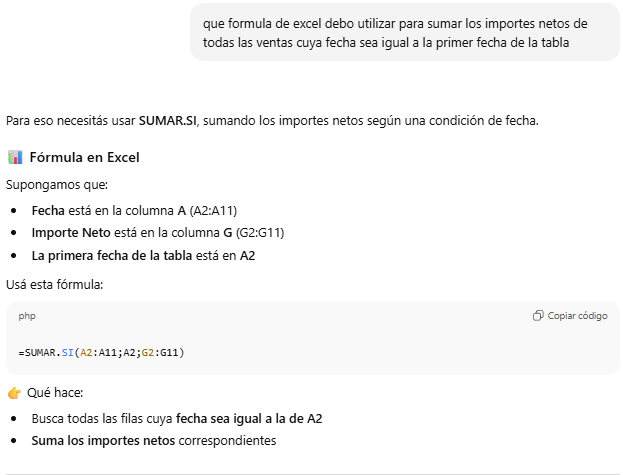 que formula de excel debo utilizar para sumar los importes netos de
todas las ventas cuya fecha sea igual a la primer fecha de la tabla
Para eso necesitás usar SUMAR.SI, sumando los importes netos según una condición de fecha.
📊 Fórmula en Excel
Supongamos que:
• Fecha está en la columna A (A2:A11)
• Importe Neto está en la columna G (G2:G11)
• La primera fecha de la tabla está en A2
Usá esta fórmula:
php
Copiar código
=SUMAR.SI(A2:A11;A2;G2:G11)
👉 Qué hace:
• Busca todas las filas cuya fecha sea igual a la de A2
• Suma los importes netos correspondientes